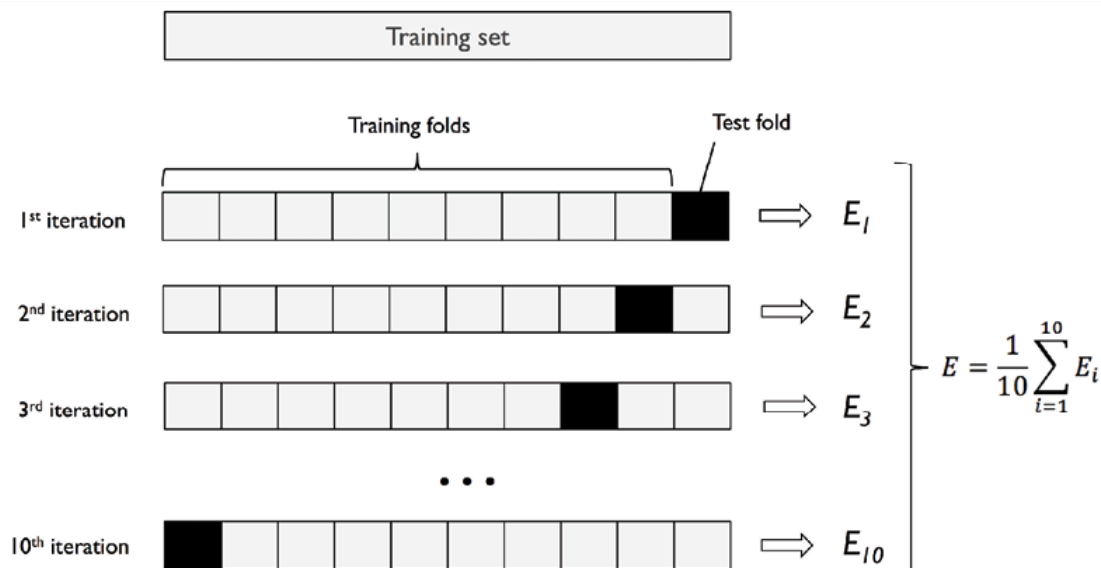 Training set
Training folds
Test fold
1st iteration
E1
2nd iteration
E2
3rd iteration
E3
E = 1/10 ∑ i=1 10 Ei
...
10th iteration
E10